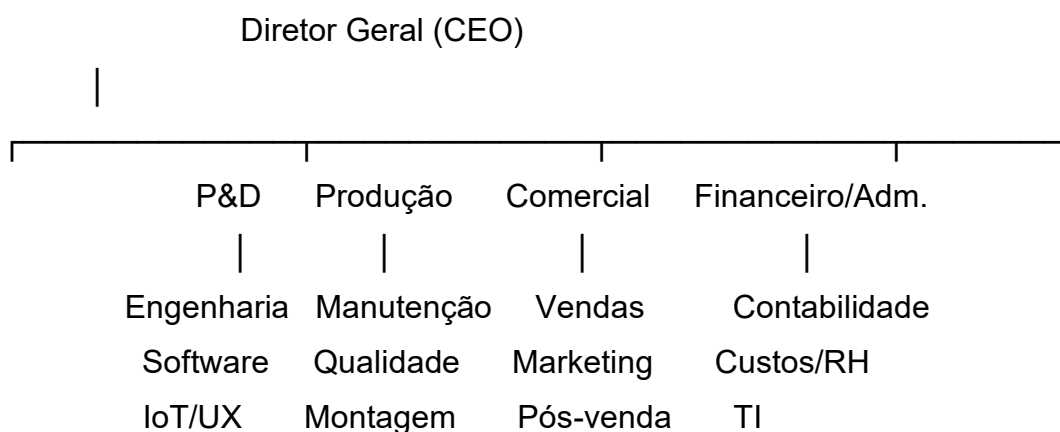 Diretor Geral (CEO)
P&D Produção Comercial Financeiro/Adm.
Engenharia Manutenção Vendas Contabilidade
Software Qualidade Marketing Custos/RH
IoT/UX Montagem Pós-venda TI